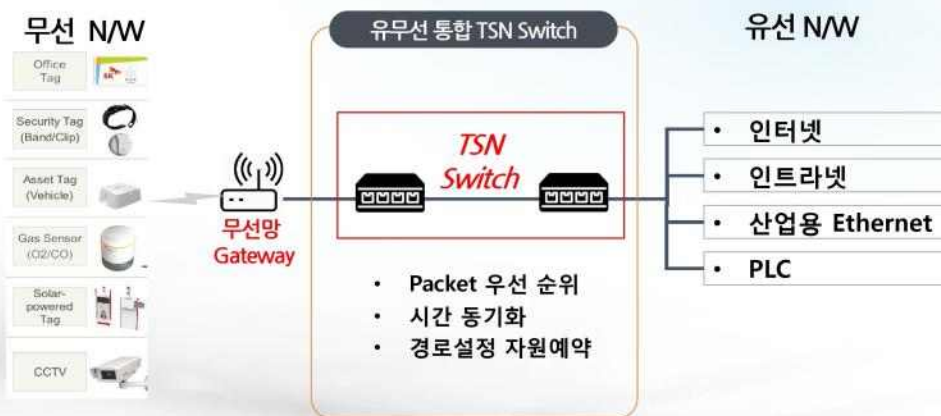 무선 N/W
Office
Tag
Security Tag
(Band/Clip)
Asset Tag
(Vehicle)
Gas Sensor
(O2/CO)
Solar-
powered
Tag
CCTV
무선망
Gateway
유무선 통합 TSN Switch
TSN
Switch
• Packet 우선 순위
• 시간 동기화
• 경로설정 자원예약
유선 N/W
• 인터넷
• 인트라넷
• 산업용 Ethernet
• PLC